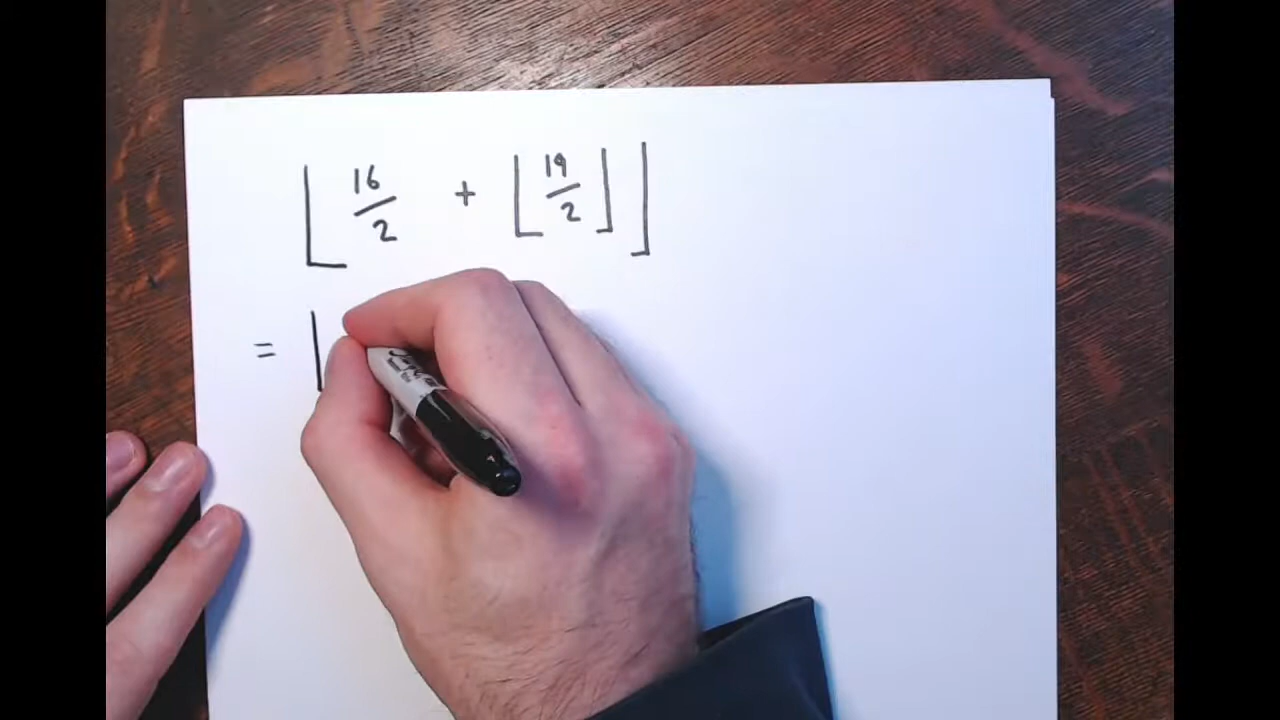 ⌊ 16/2 + ⌊ 19/2 ⌋ ⌋
= |